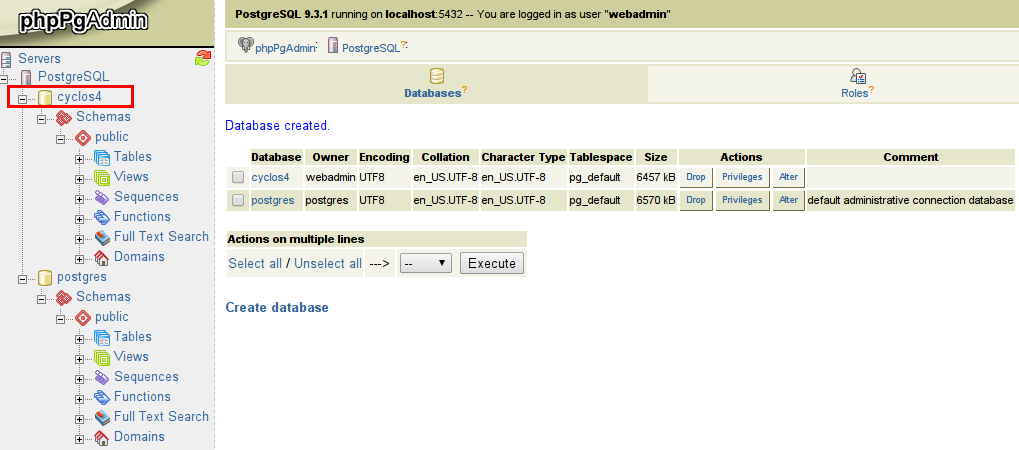 phpPgAdmin
Servers
PostgreSQL
cyclos4
Schemas
public
Tables
Views
Sequences
Functions
Full Text Search
Domains
postgres
Schemas
public
Tables
Views
Sequences
Functions
Full Text Search
Domains
PostgreSQL 9.3.1 running on localhost:5432 -- You are logged in as user "webadmin"
phpPgAdmin: PostgreSQL?:
Databases? Roles?
Database created.
Database Owner Encoding Collation Character Type Tablespace Size Actions Comment
cyclos4 webadmin UTF8 en_US.UTF-8 en_US.UTF-8 pg_default 6457 kB Drop Privileges Alter
postgres postgres UTF8 en_US.UTF-8 en_US.UTF-8 pg_default 6570 kB Drop Privileges Alter default administrative connection database
Actions on multiple lines
Select all / Unselect all ---> -- Execute
Create database